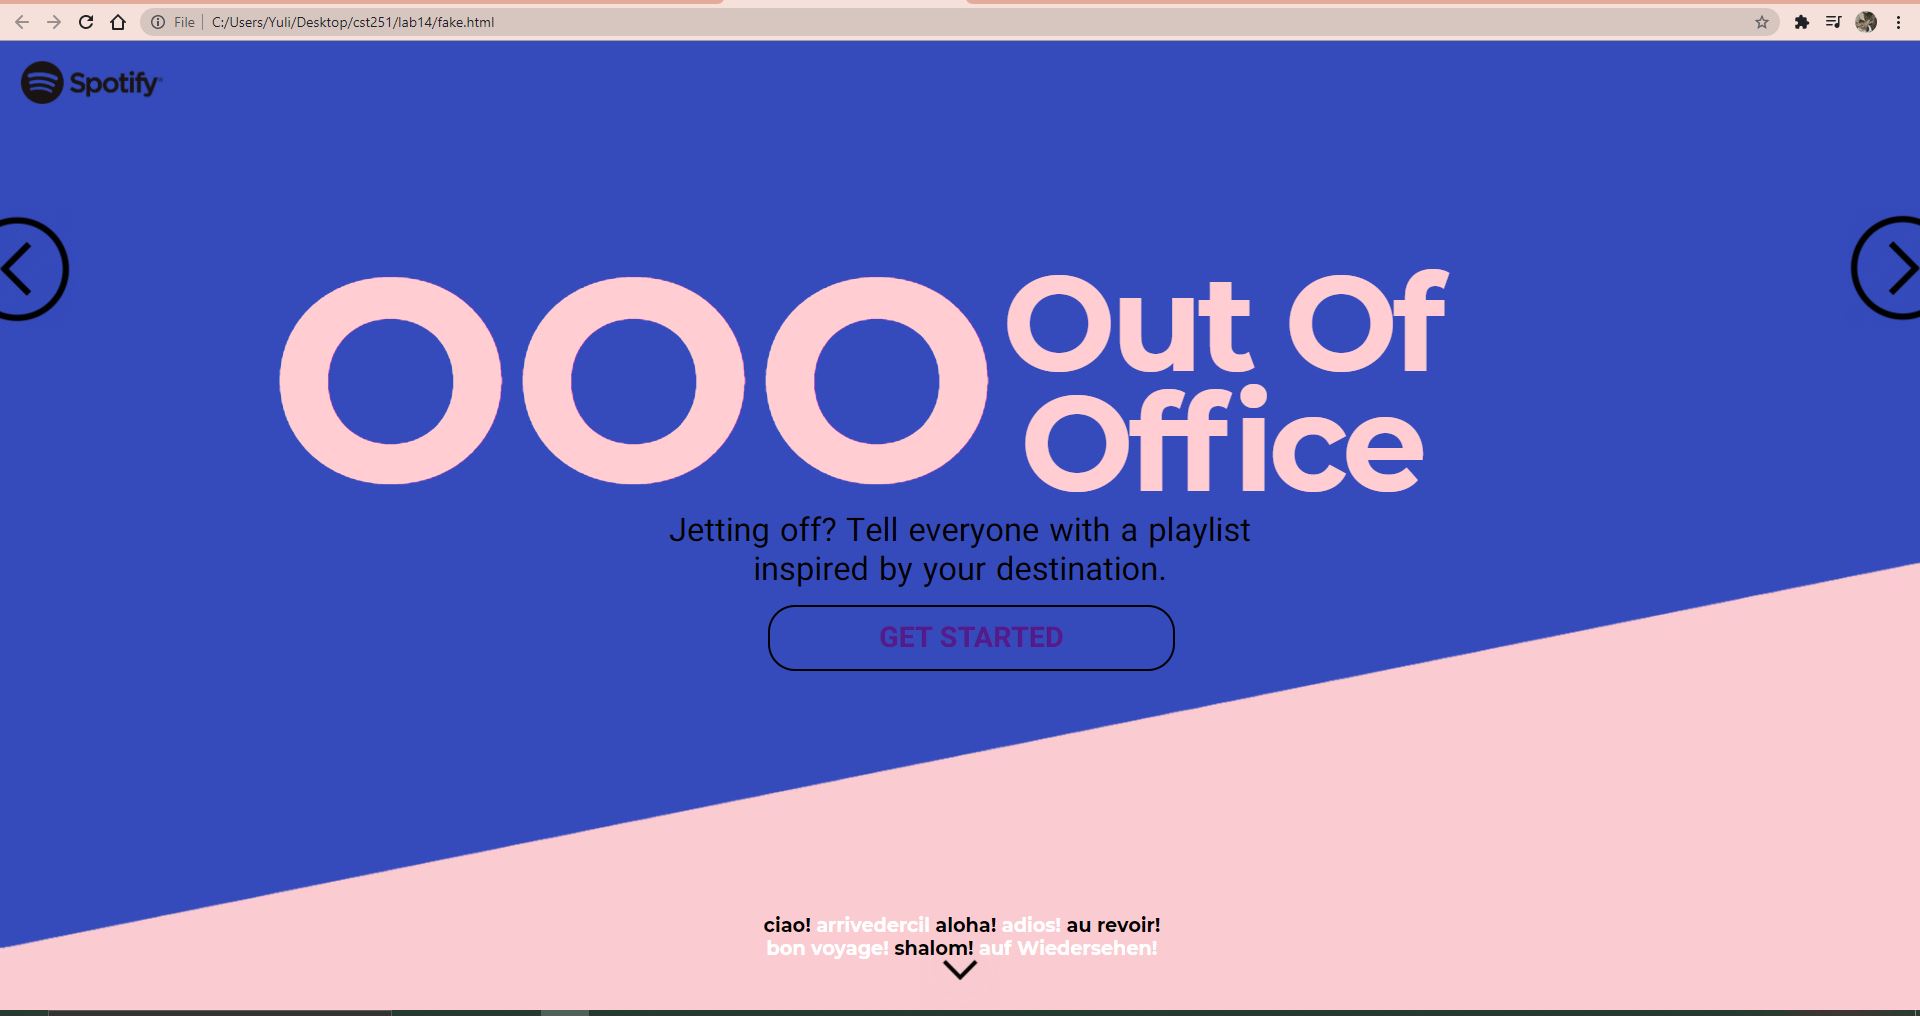 File | C:/Users/Yuli/Desktop/cst251/lab14/fake.html
Spotify
OOO
Out Of
Office
Jetting off? Tell everyone with a playlist
inspired by your destination.
GET STARTED
ciao! arrivedercil aloha! adios! au revoir!
bon voyage! shalom! auf Wiedersehen!